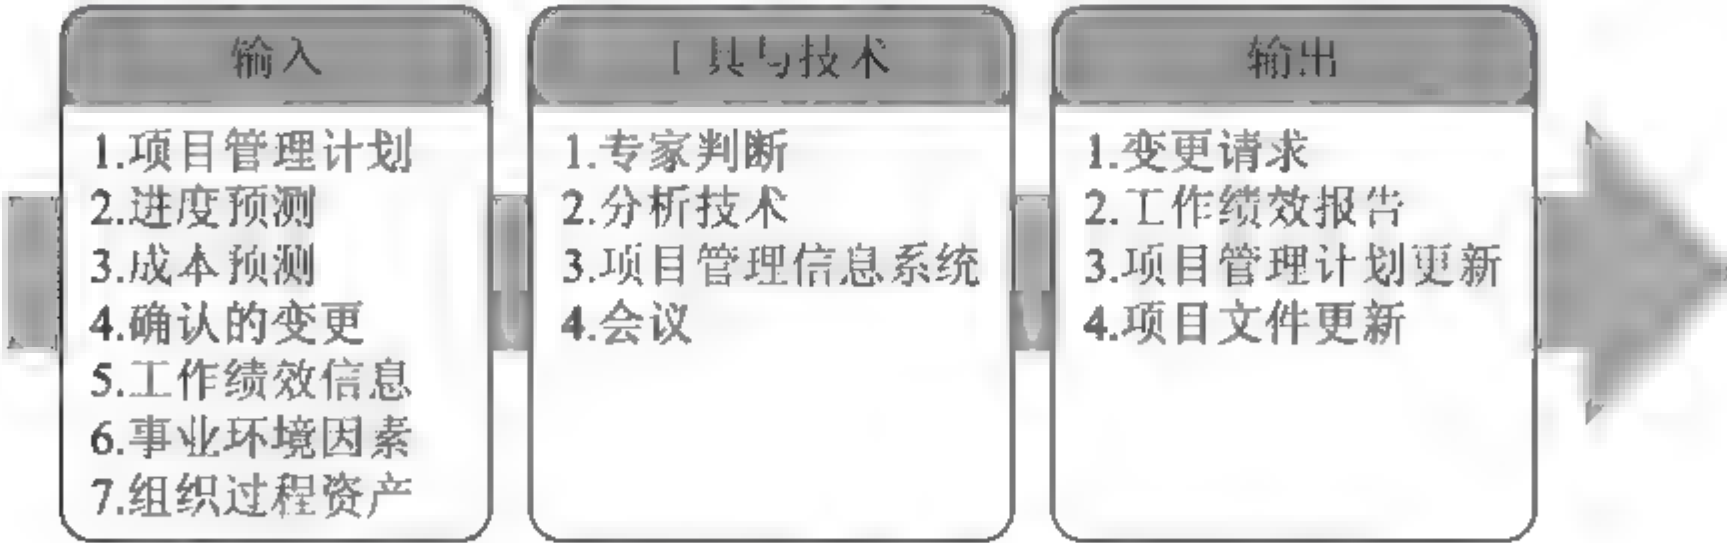 输入
1.项目管理计划
2.进度预测
3.成本预测
4.确认的变更
5.工作绩效信息
6.事业环境因素
7.组织过程资产
工具与技术
1.专家判断
2.分析技术
3.项目管理信息系统
4.会议
输出
1.变更请求
2.工作绩效报告
3.项目管理计划更新
4.项目文件更新